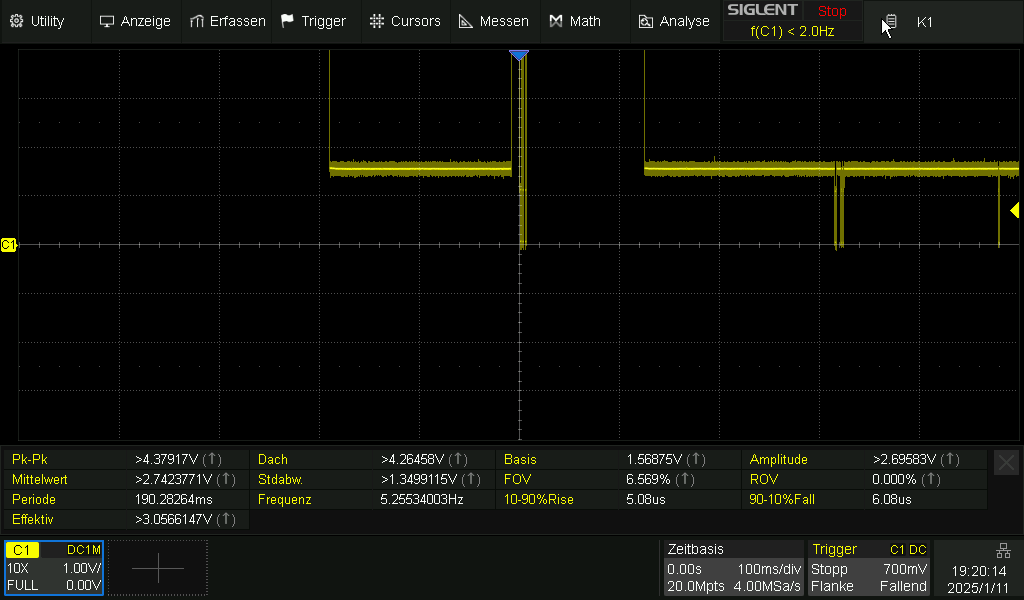 Utility Anzeige Erfassen Trigger Cursors Messen Math Analyse SIGLENT Stop K1
f(C1) < 2.0Hz
C1
Pk-Pk >4.37917V (↑) Dach >4.26458V (↑) Basis 1.56875V (↑) Amplitude >2.69583V (↑)
Mittelwert >2.7423771V (↑) Stdabw. >1.3499115V (↑) FOV 6.569% (↑) ROV 0.000% (↑)
Periode 190.28264ms Frequenz 5.25534003Hz 10-90%Rise 5.08us 90-10%Fall 6.08us
Effektiv >3.0566147V (↑)
C1 DC1M Zeitbasis Trigger C1 DC
10X 1.00V/ 0.00s 100ms/div Stopp 700mV 19:20:14
FULL 0.00V 20.0Mpts 4.00MSa/s Flanke Fallend 2025/1/11